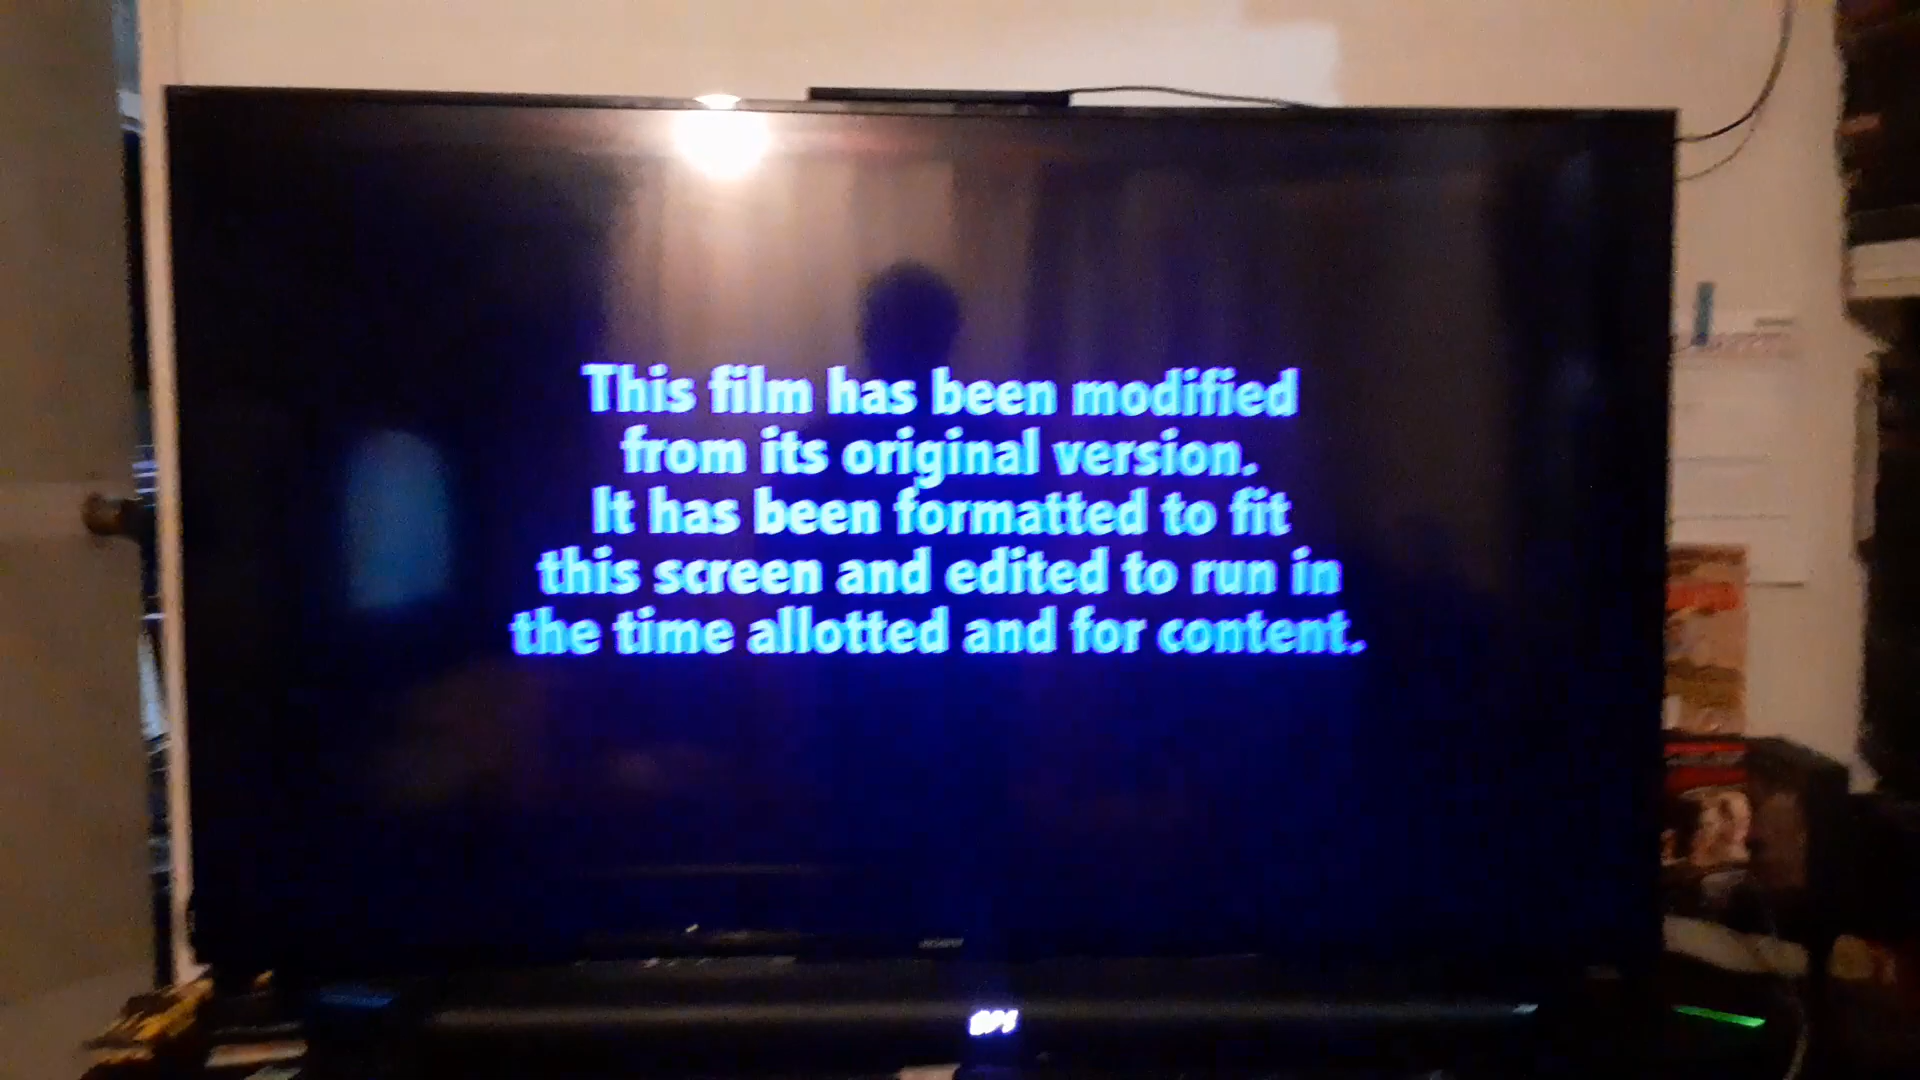 This film has been modified
from its original version.
It has been formatted to fit
this screen and edited to run in
the time allotted and for content.